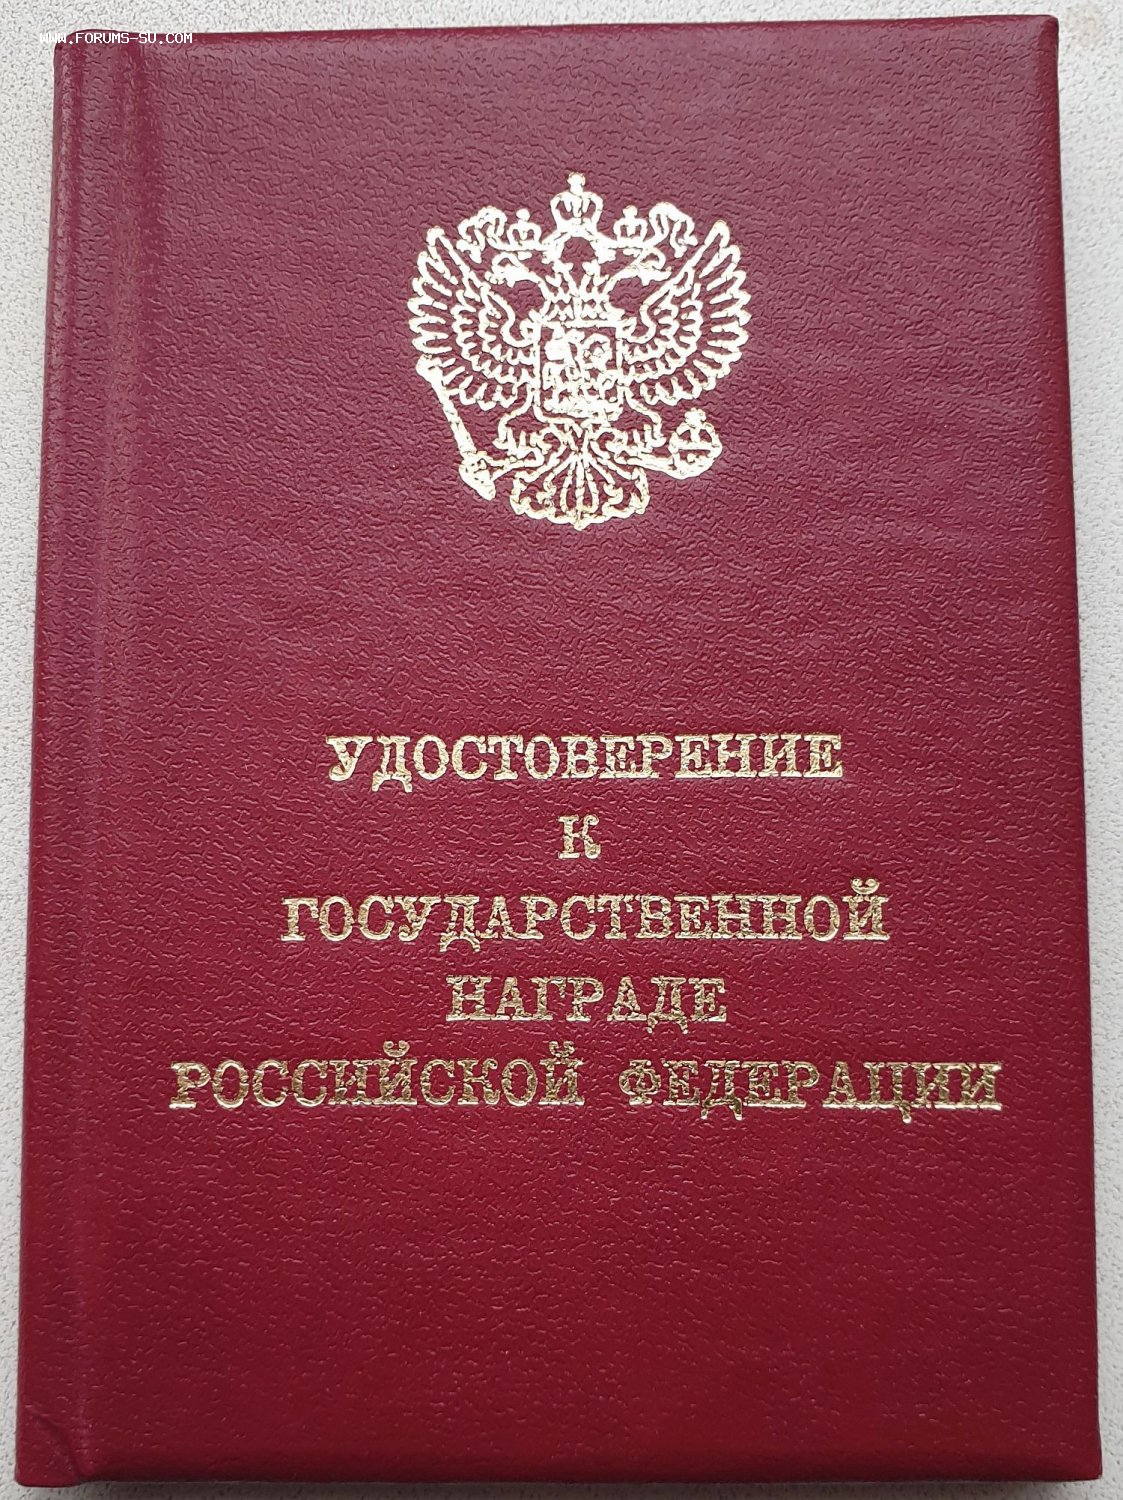 WWW.FORUMS-SU.COM
УДОСТОВЕРЕНИЕ
К
ГОСУДАРСТВЕННОЙ
НАГРАДЕ
РОССИЙСКОЙ ФЕДЕРАЦИИ